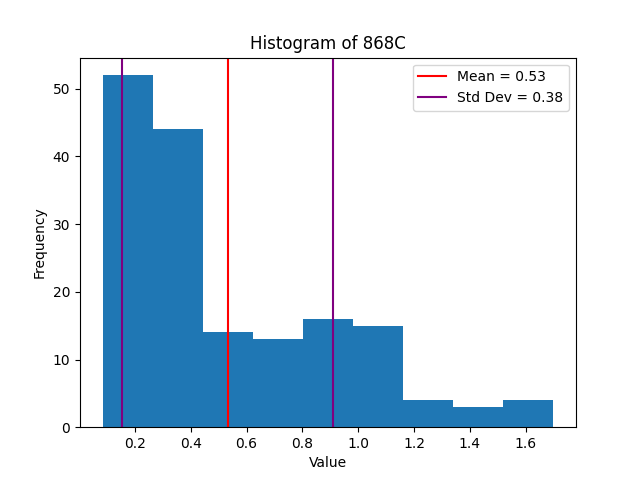 Histogram of 868C
Mean = 0.53
Std Dev = 0.38
Frequency
50
40
30
20
10
0
0.2 0.4 0.6 0.8 1.0 1.2 1.4 1.6
Value